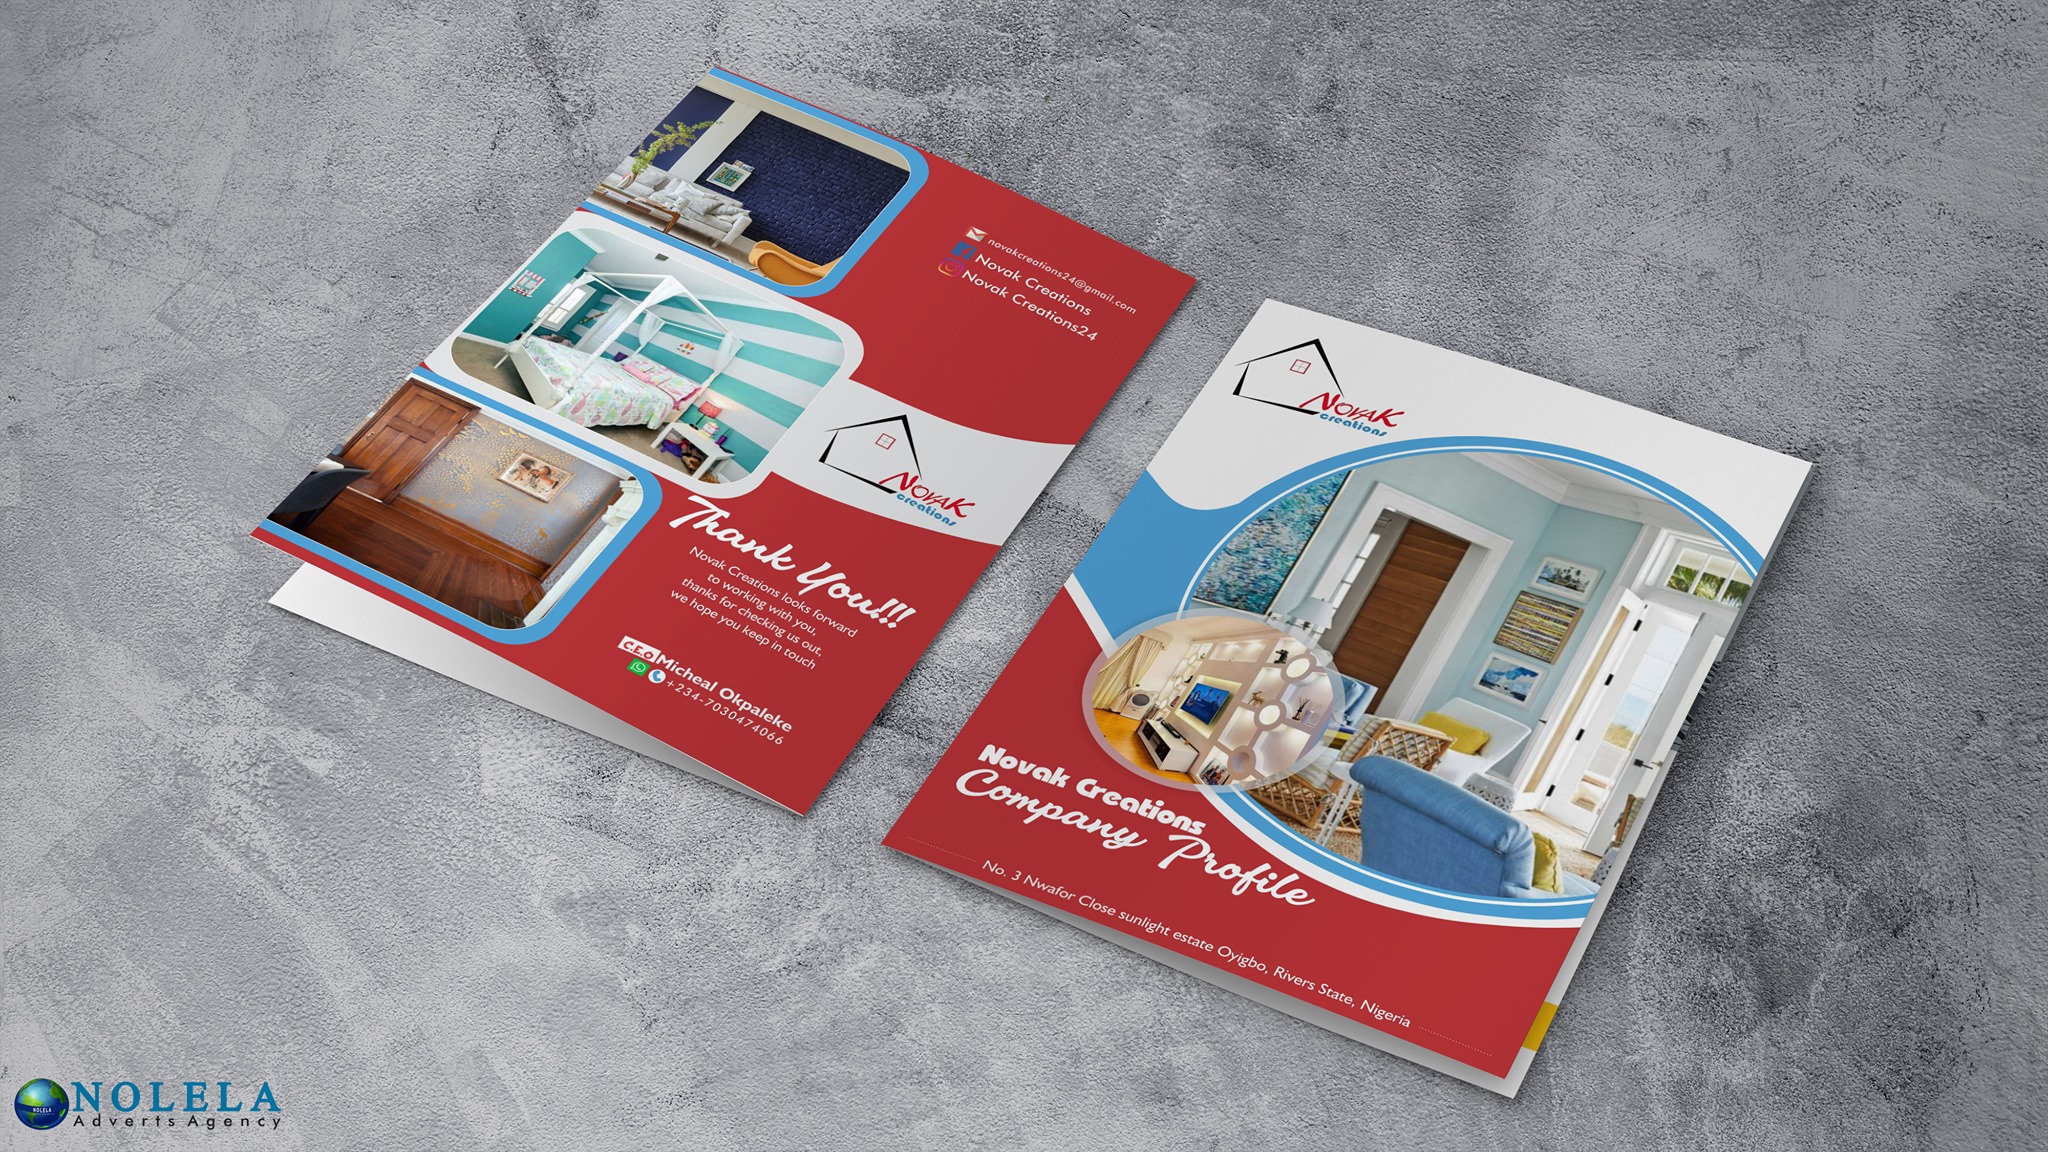 novakcreations24@gmail.com
Novak Creations
Novak Creations24
NOVAK
creations
Thank You!!!
Novak Creations looks forward
to working with you,
thanks for checking us out,
we hope you keep in touch
CEO Micheal Okpaleke
+234-7030474066
NOVAK
creations
Novak Creations
Company Profile
No. 3 Nwafor Close sunlight estate Oyigbo, Rivers State, Nigeria
NOLELA
NOLELA
Adverts Agency